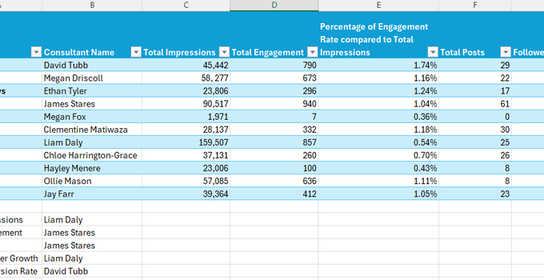 A B C D E F
Consultant Name Total Impressions Total Engagement Percentage of Engagement Rate compared to Total Impressions Total Posts Followe
David Tubb 45,442 790 1.74% 29
Megan Driscoll 58, 277 673 1.16% 22
ws Ethan Tyler 23,806 296 1.24% 17
James Stares 90,517 940 1.04% 61
Megan Fox 1,971 7 0.36% 0
Clementine Matiwaza 28,137 332 1.18% 30
Liam Daly 159,507 857 0.54% 25
Chloe Harrington-Grace 37,131 260 0.70% 26
Hayley Menere 23,006 100 0.43% 8
Ollie Mason 57,085 636 1.11% 8
Jay Farr 39,364 412 1.05% 23
ssions Liam Daly
ement James Stares
James Stares
er Growth Liam Daly
rsion Rate David Tubb